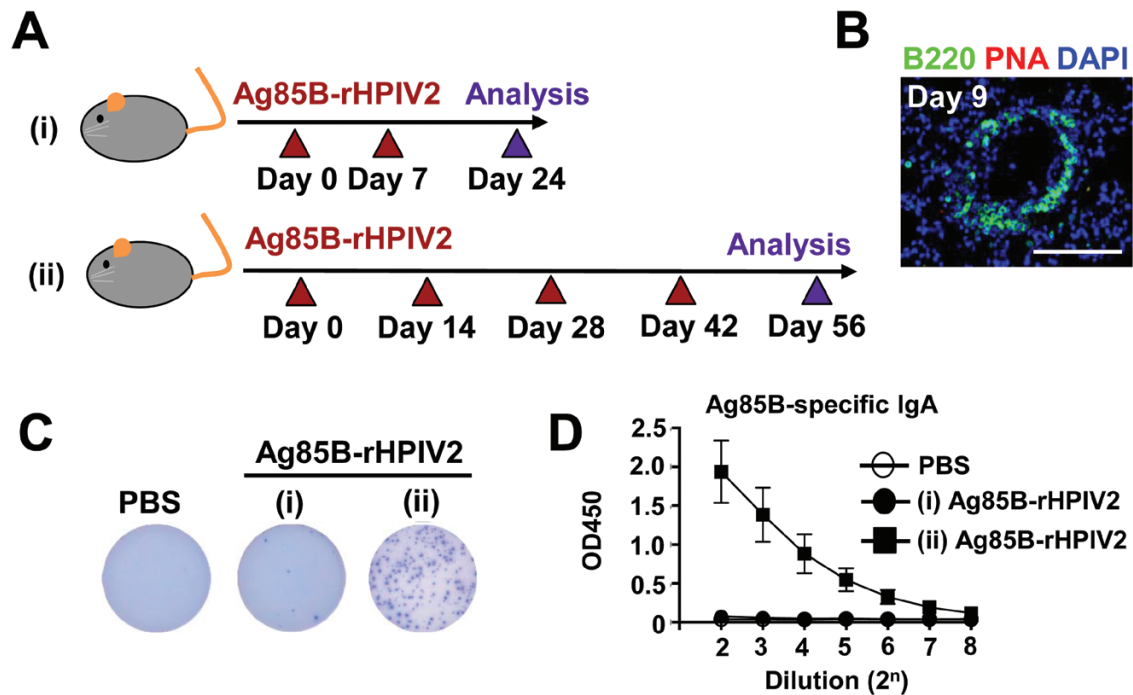 A
Ag85B-rHPIV2 Analysis
(i)
Day 0 Day 7 Day 24
Ag85B-rHPIV2
Analysis
(ii)
Day 0 Day 14 Day 28 Day 42 Day 56
B
B220 PNA DAPI
Day 9
C
Ag85B-rHPIV2
PBS (i) (ii)
D
Ag85B-specific IgA
OD450
2.5
2.0
1.5
1.0
0.5
0
PBS
(i) Ag85B-rHPIV2
(ii) Ag85B-rHPIV2
2 3 4 5 6 7 8
Dilution (2ⁿ)